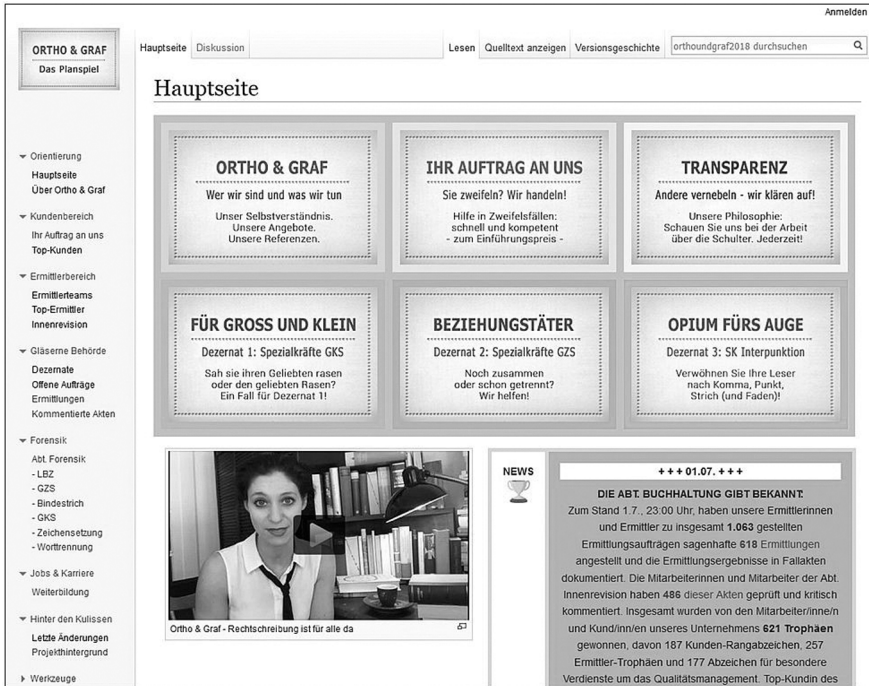 Anmelden
ORTHO & GRAF
Das Planspiel
Hauptseite Diskussion
Lesen Quelltext anzeigen Versionsgeschichte
orthoundgraf2018 durchsuchen
Hauptseite
Orientierung
Hauptseite
Über Ortho & Graf
Kundenbereich
Ihr Auftrag an uns
Top-Kunden
Ermittlerbereich
Ermittlerteams
Top-Ermittler
Innenrevision
Gläserne Behörde
Dezernate
Offene Aufträge
Ermittlungen
Kommentierte Akten
Forensik
Abt. Forensik
- LBZ
- GZS
- Bindestrich
- GKS
- Zeichensetzung
- Worttrennung
Jobs & Karriere
Weiterbildung
Hinter den Kulissen
Letzte Änderungen
Projekthintergrund
Werkzeuge
ORTHO & GRAF
Wer wir sind und was wir tun
Unser Selbstverständnis.
Unsere Angebote.
Unsere Referenzen.
IHR AUFTRAG AN UNS
Sie zweifeln? Wir handeln!
Hilfe in Zweifelsfällen:
schnell und kompetent
- zum Einführungspreis -
TRANSPARENZ
Andere vernebeln - wir klären auf!
Unsere Philosophie:
Schauen Sie uns bei der Arbeit
über die Schulter. Jederzeit!
FÜR GROSS UND KLEIN
Dezernat 1: Spezialkräfte GKS
Sah sie ihren Geliebten rasen
oder den geliebten Rasen?
Ein Fall für Dezernat 1!
BEZIEHUNGSTÄTER
Dezernat 2: Spezialkräfte GZS
Noch zusammen
oder schon getrennt?
Wir helfen!
OPIUM FÜRS AUGE
Dezernat 3: SK Interpunktion
Verwöhnen Sie Ihre Leser
nach Komma, Punkt,
Strich (und Faden)!
Ortho & Graf - Rechtschreibung ist für alle da
NEWS
+ + + 01.07. + + +
DIE ABT. BUCHHALTUNG GIBT BEKANNT:
Zum Stand 1.7., 23:00 Uhr, haben unsere Ermittlerinnen
und Ermittler zu insgesamt 1.063 gestellten
Ermittlungsaufträgen sagenhafte 618 Ermittlungen
angestellt und die Ermittlungsergebnisse in Fallakten
dokumentiert. Die Mitarbeiterinnen und Mitarbeiter der Abt.
Innenrevision haben 486 dieser Akten geprüft und kritisch
kommentiert. Insgesamt wurden von den Mitarbeiter/inne/n
und Kund/inn/en unseres Unternehmens 621 Trophäen
gewonnen, davon 187 Kunden-Rangabzeichen, 257
Ermittler-Trophäen und 177 Abzeichen für besondere
Verdienste um das Qualitätsmanagement. Top-Kundin des